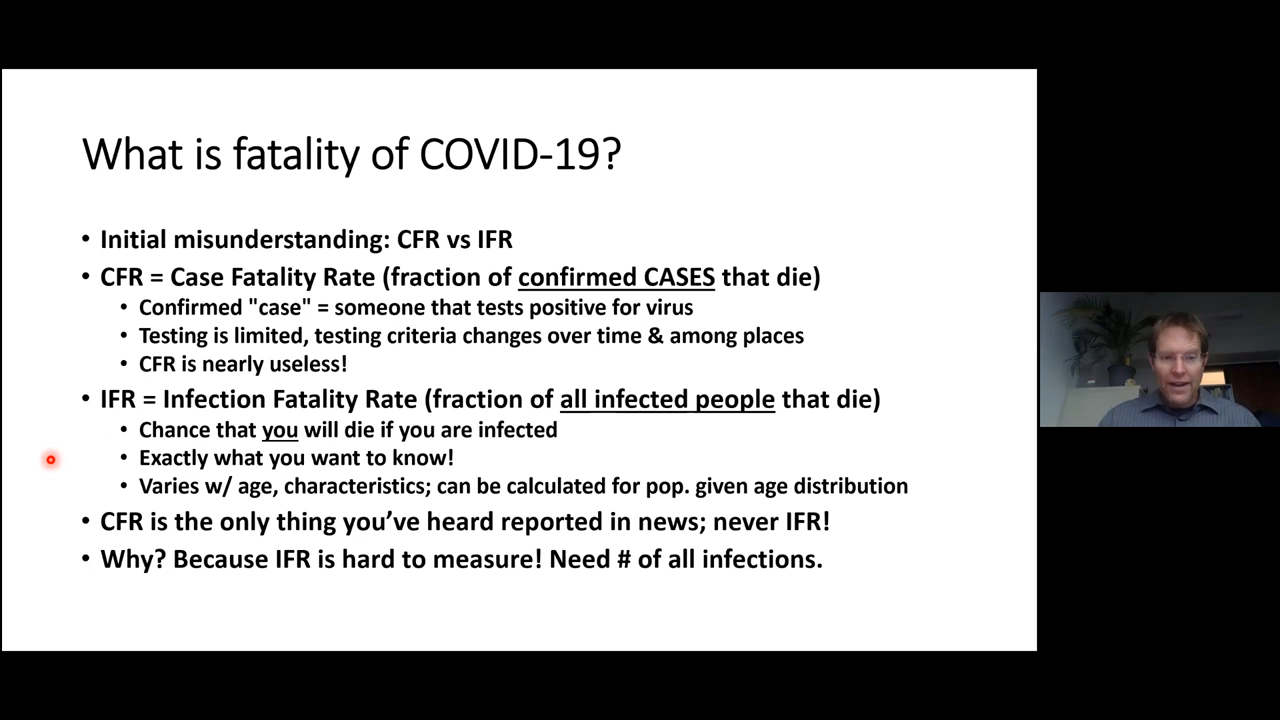 What is fatality of COVID-19?
• Initial misunderstanding: CFR vs IFR
• CFR = Case Fatality Rate (fraction of confirmed CASES that die)
• Confirmed "case" = someone that tests positive for virus
• Testing is limited, testing criteria changes over time & among places
• CFR is nearly useless!
• IFR = Infection Fatality Rate (fraction of all infected people that die)
• Chance that you will die if you are infected
• Exactly what you want to know!
• Varies w/ age, characteristics; can be calculated for pop. given age distribution
• CFR is the only thing you’ve heard reported in news; never IFR!
• Why? Because IFR is hard to measure! Need # of all infections.